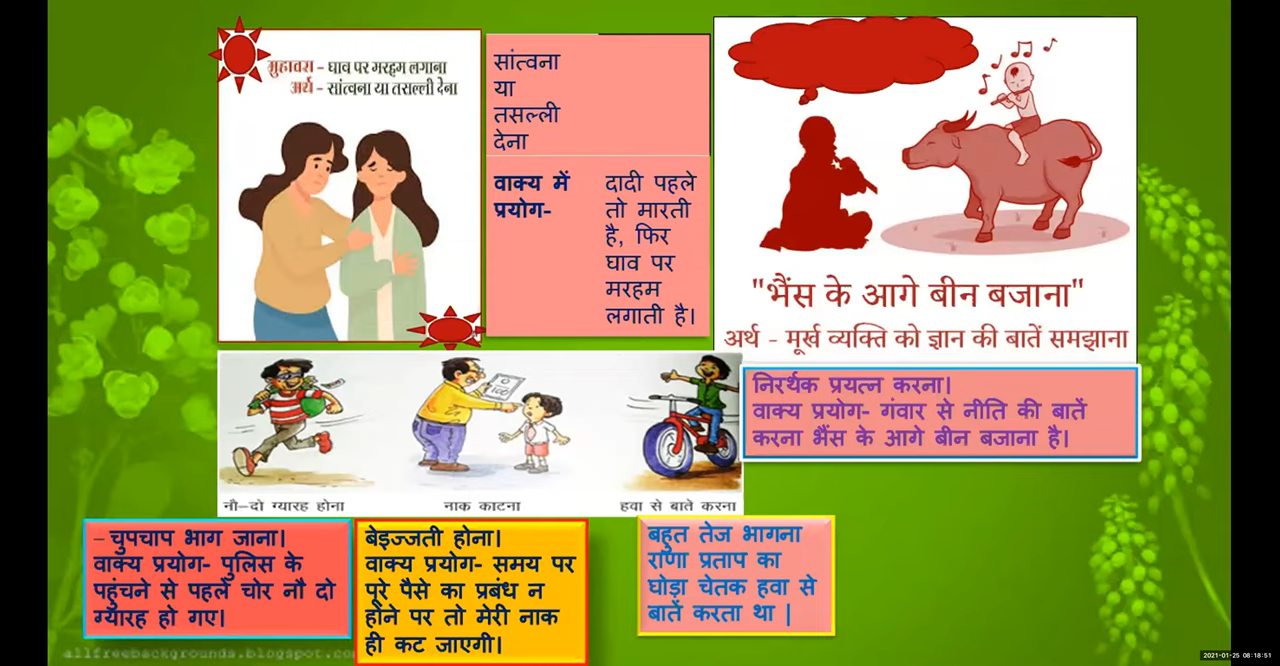 मुहावरा - घाव पर मरहम लगाना
अर्थ - सांत्वना या तसल्ली देना
सांत्वना
या
तसल्ली
देना
वाक्य में
प्रयोग-
दादी पहले
तो मारती
है, फिर
घाव पर
मरहम
लगाती है।
"भैंस के आगे बीन बजाना"
अर्थ - मूर्ख व्यक्ति को ज्ञान की बातें समझाना
निरर्थक प्रयत्न करना।
वाक्य प्रयोग- गंवार से नीति की बातें
करना भैंस के आगे बीन बजाना है।
0
100
नौ-दो ग्यारह होना
नाक काटना
हवा से बातें करना
– चुपचाप भाग जाना।
वाक्य प्रयोग- पुलिस के
पहुंचने से पहले चोर नौ दो
ग्यारह हो गए।
बेइज्जती होना।
वाक्य प्रयोग- समय पर
पूरे पैसे का प्रबंध न
होने पर तो मेरी नाक
ही कट जाएगी।
बहुत तेज भागना
राणा प्रताप का
घोड़ा चेतक हवा से
बातें करता था |
allfreebackgrounds.blogspot.co
2021-01-25 08:18:51